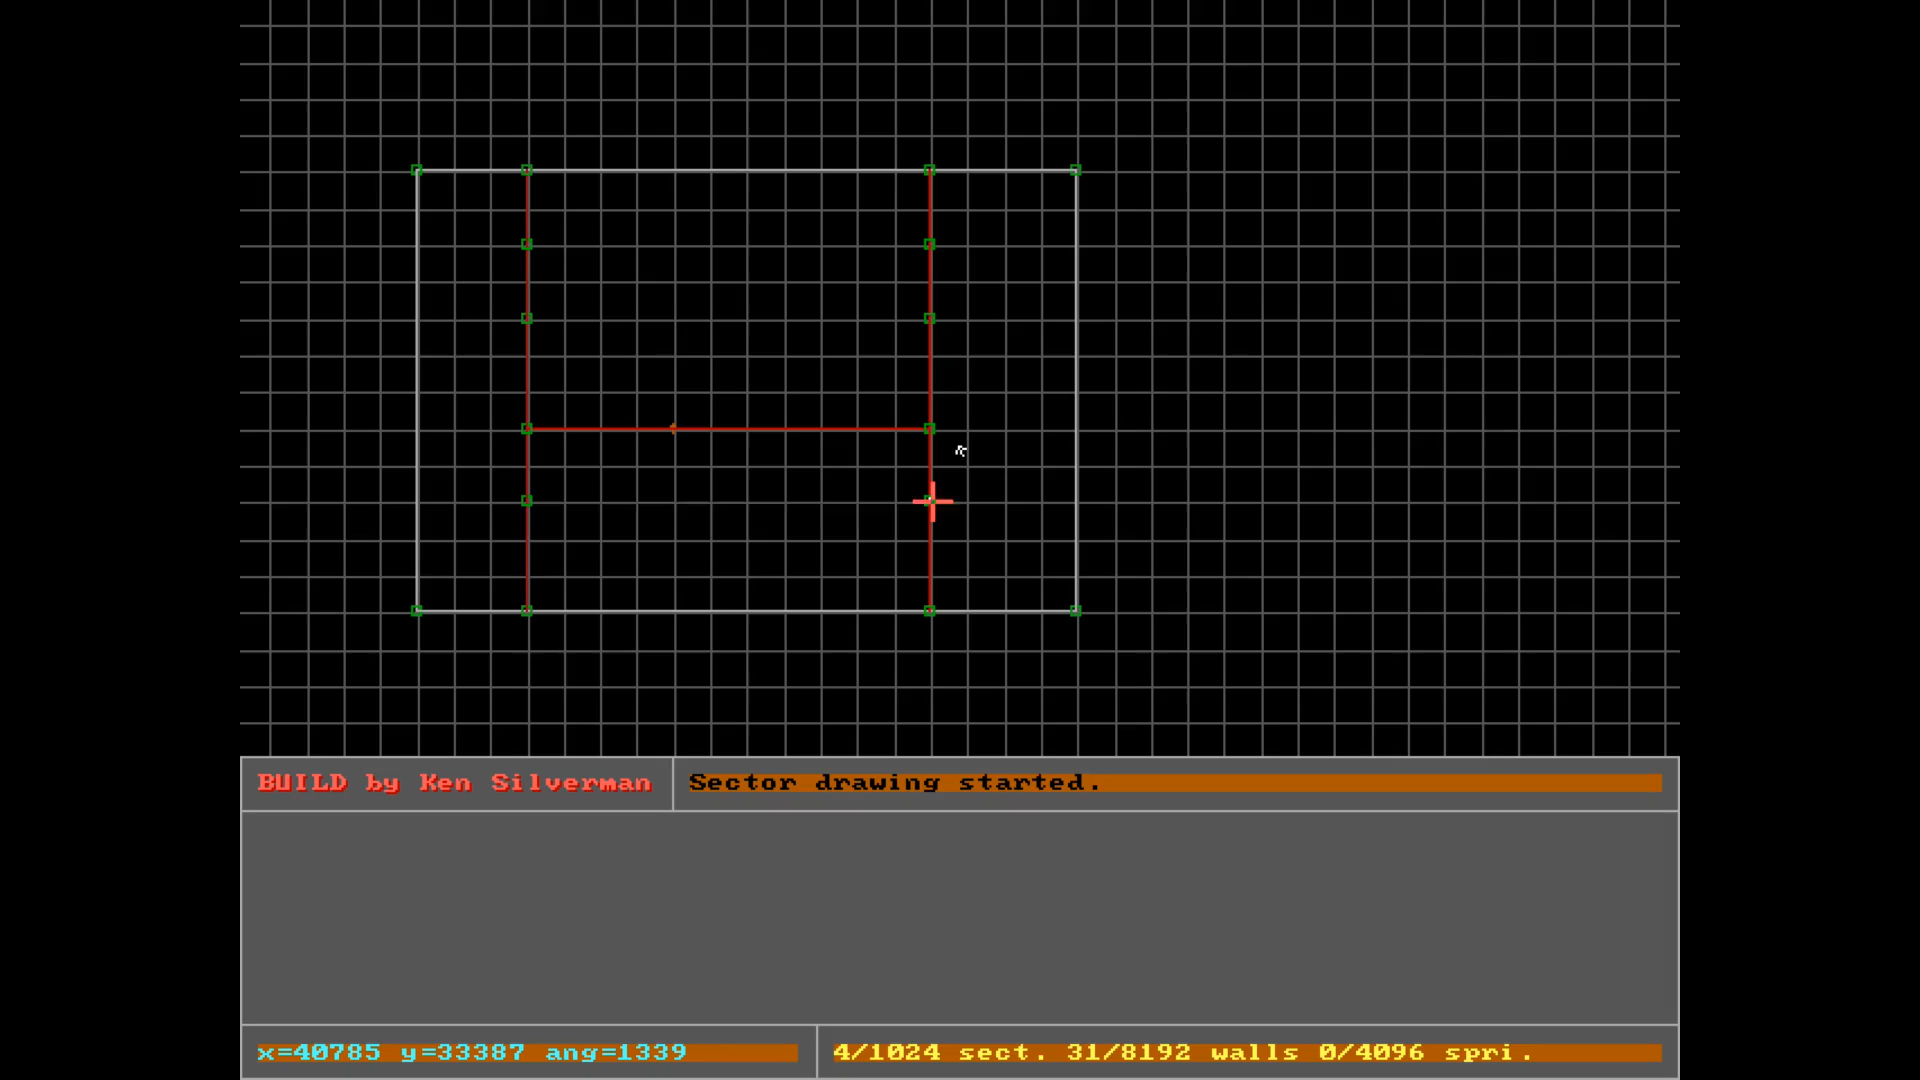 BUILD by Ken Silverman
Sector drawing started.
x=40785 y=33387 ang=1339
4/1024 sect. 31/8192 walls 0/4096 spri.